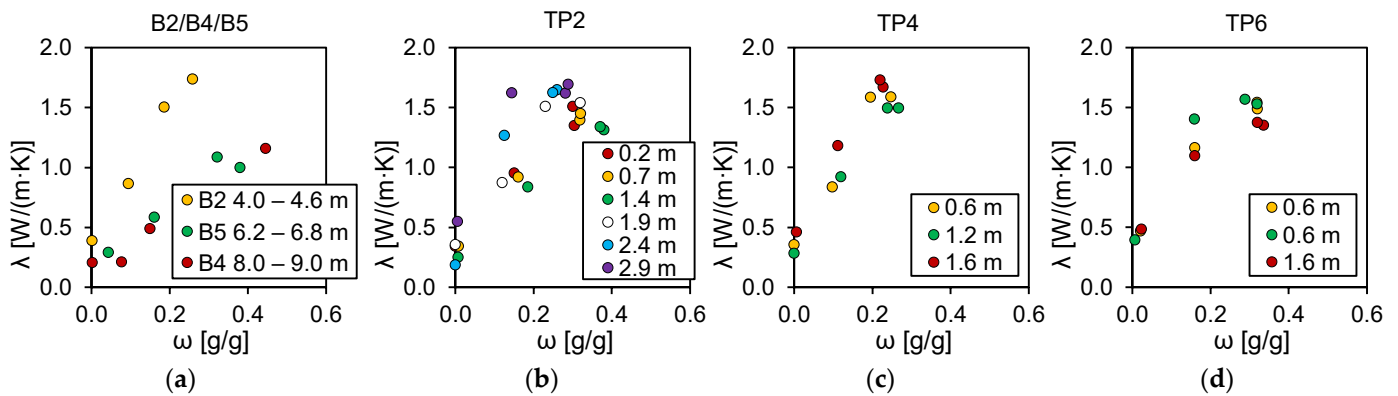 B2/B4/B5
2.0
1.5
1.0
0.5
0.0
λ [W/(m·K)]
B2 4.0 – 4.6 m
B5 6.2 – 6.8 m
B4 8.0 – 9.0 m
0.0 0.2 0.4 0.6
ω [g/g]
(a)
TP2
2.0
1.5
1.0
0.5
0.0
λ [W/(m·K)]
0.2 m
0.7 m
1.4 m
1.9 m
2.4 m
2.9 m
0.0 0.2 0.4 0.6
ω [g/g]
(b)
TP4
2.0
1.5
1.0
0.5
0.0
λ [W/(m·K)]
0.6 m
1.2 m
1.6 m
0.0 0.2 0.4 0.6
ω [g/g]
(c)
TP6
2.0
1.5
1.0
0.5
0.0
λ [W/(m·K)]
0.6 m
0.6 m
1.6 m
0.0 0.2 0.4 0.6
ω [g/g]
(d)